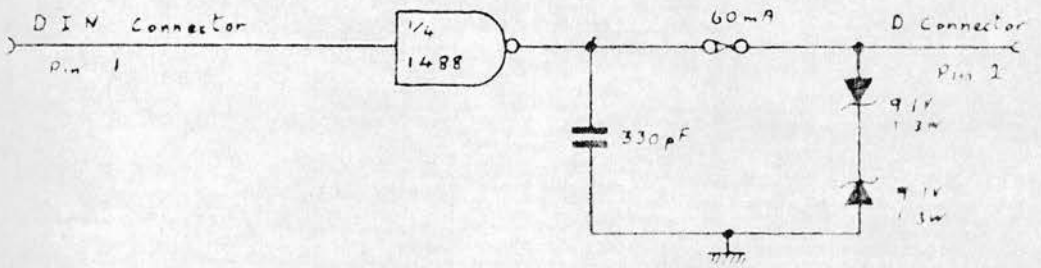 D I N Connector
Pin 1
1/4
1488
60mA
D Connector
Pin 2
330pF
9.1V
1.3W
9.1V
1.3W